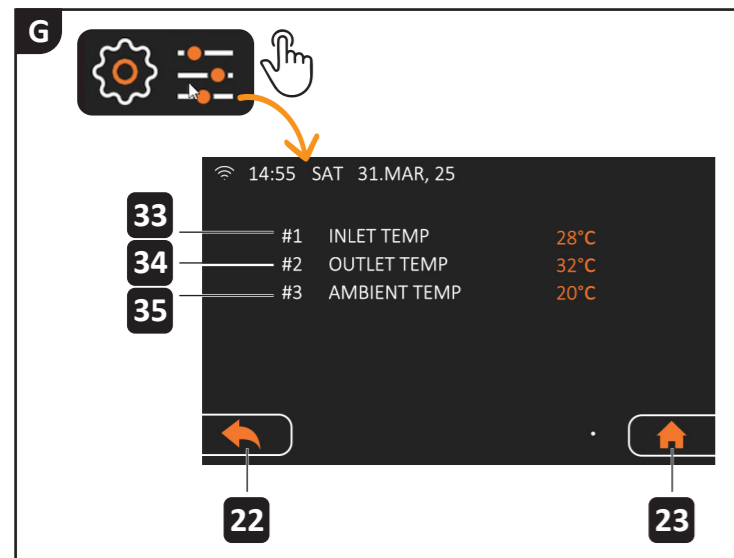 G
14:55 SAT 31.MAR, 25
33 #1 INLET TEMP 28°C
34 #2 OUTLET TEMP 32°C
35 #3 AMBIENT TEMP 20°C
22 23